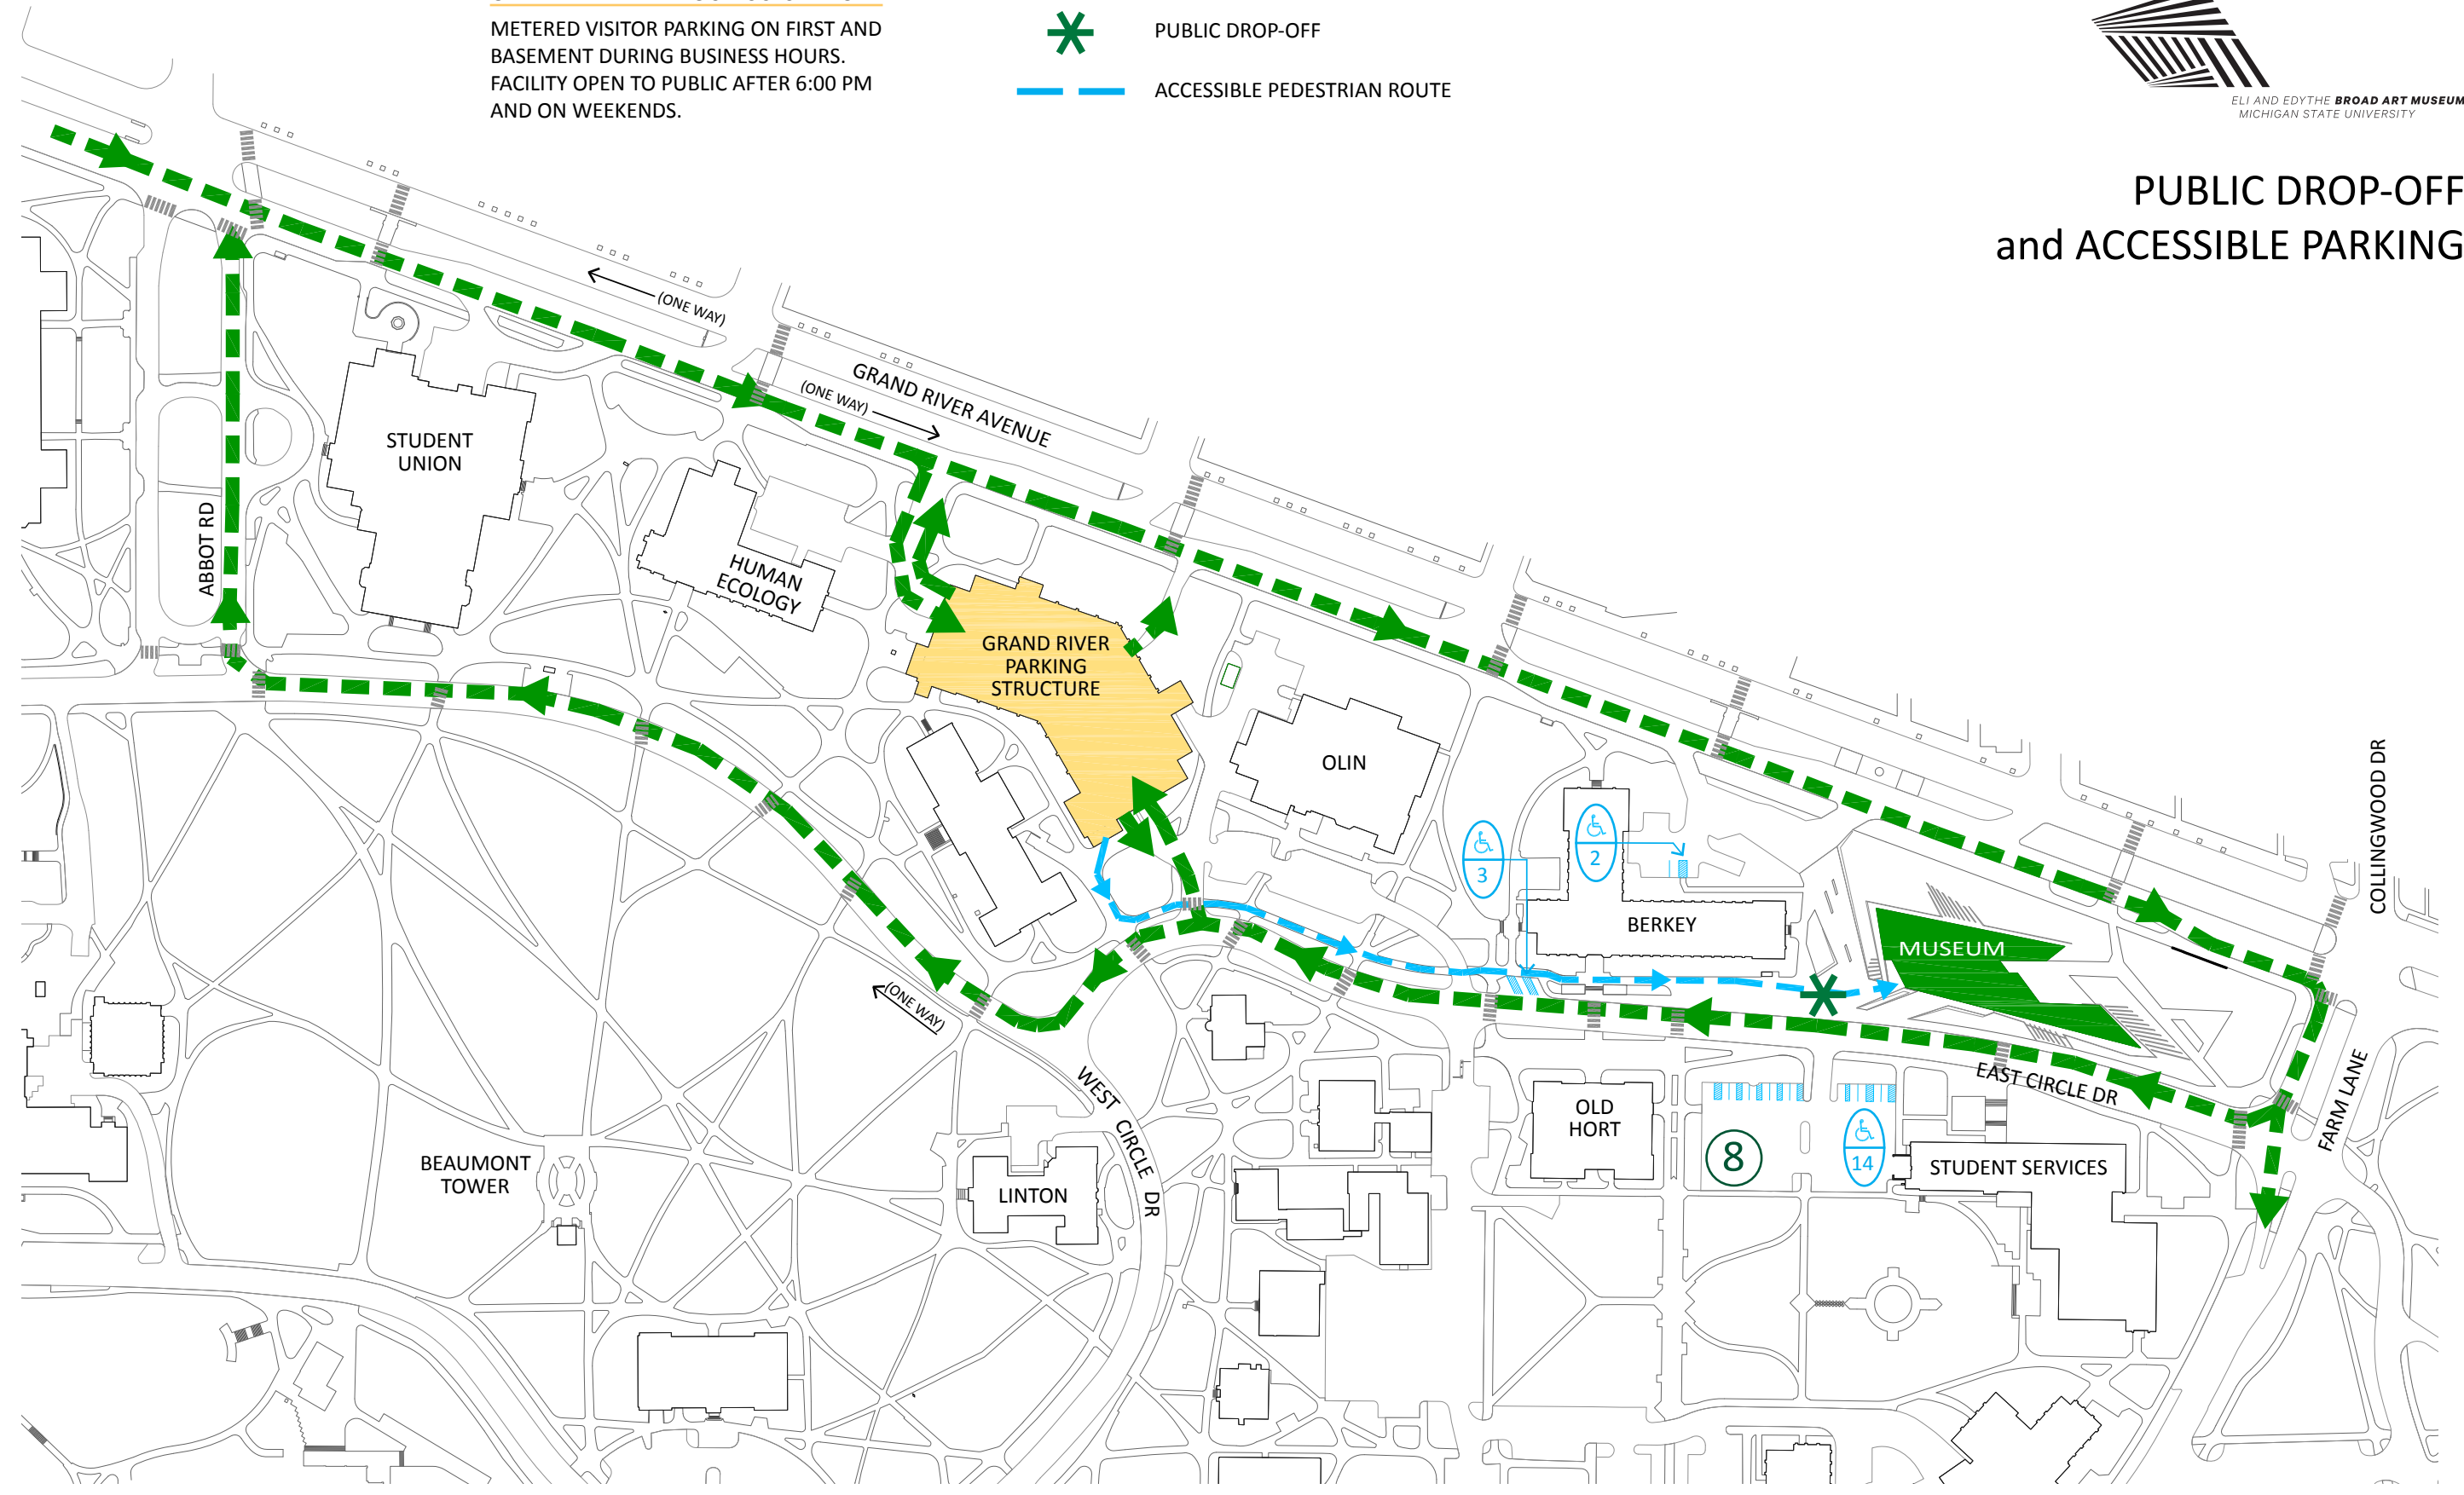 METERED VISITOR PARKING ON FIRST AND
BASEMENT DURING BUSINESS HOURS.
FACILITY OPEN TO PUBLIC AFTER 6:00 PM
AND ON WEEKENDS.
PUBLIC DROP-OFF
ACCESSIBLE PEDESTRIAN ROUTE
ELI AND EDYTHE BROAD ART MUSEUM
MICHIGAN STATE UNIVERSITY
PUBLIC DROP-OFF
and ACCESSIBLE PARKING
(ONE WAY)
GRAND RIVER AVENUE
(ONE WAY)
STUDENT
UNION
ABBOT RD
HUMAN
ECOLOGY
GRAND RIVER
PARKING
STRUCTURE
OLIN
COLLINGWOOD DR
3
2
BERKEY
MUSEUM
(ONE WAY)
WEST CIRCLE DR
EAST CIRCLE DR
FARM LANE
OLD
HORT
8
14
STUDENT SERVICES
BEAUMONT
TOWER
LINTON